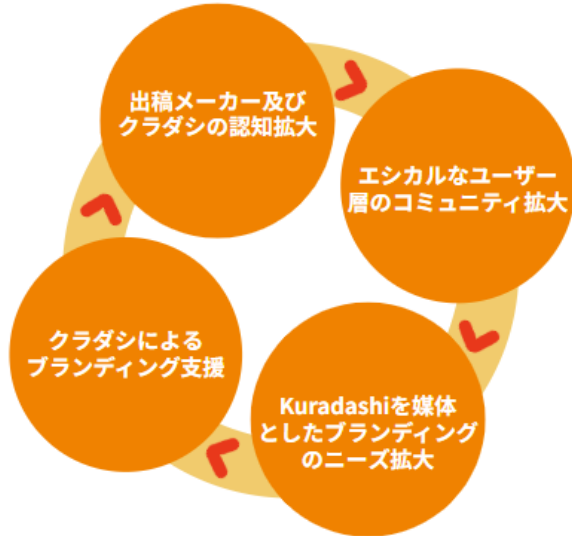 出稿メーカー及び
クラダシの認知拡大
エシカルなユーザー
層のコミュニティ拡大
Kuradashiを媒体
としたブランディング
のニーズ拡大
クラダシによる
ブランディング支援